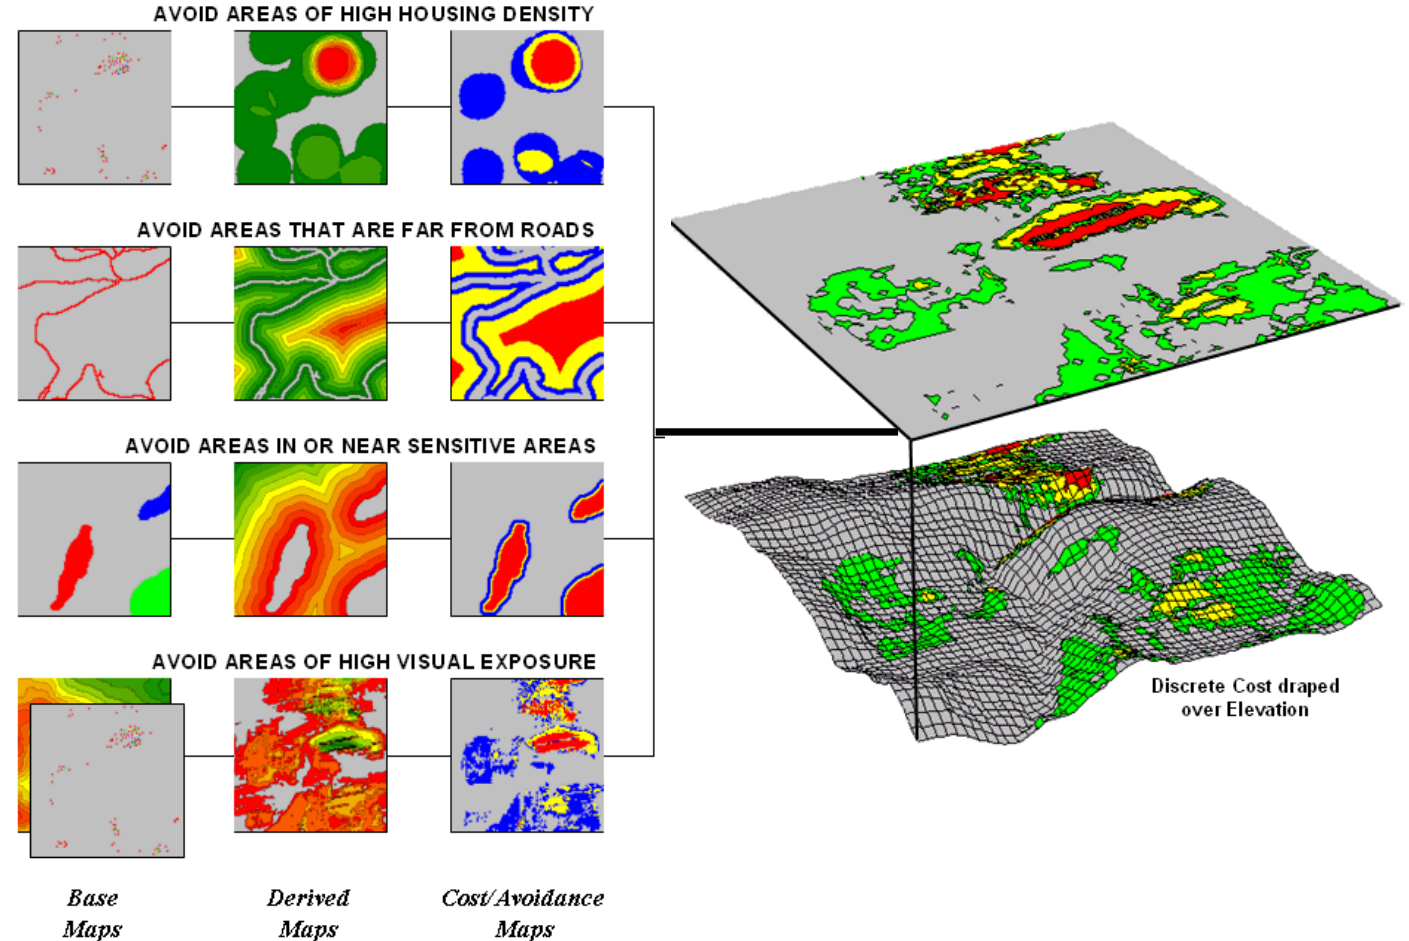 AVOID AREAS OF HIGH HOUSING DENSITY
AVOID AREAS THAT ARE FAR FROM ROADS
AVOID AREAS IN OR NEAR SENSITIVE AREAS
AVOID AREAS OF HIGH VISUAL EXPOSURE
Discrete Cost draped
over Elevation
Base
Maps
Derived
Maps
Cost/Avoidance
Maps